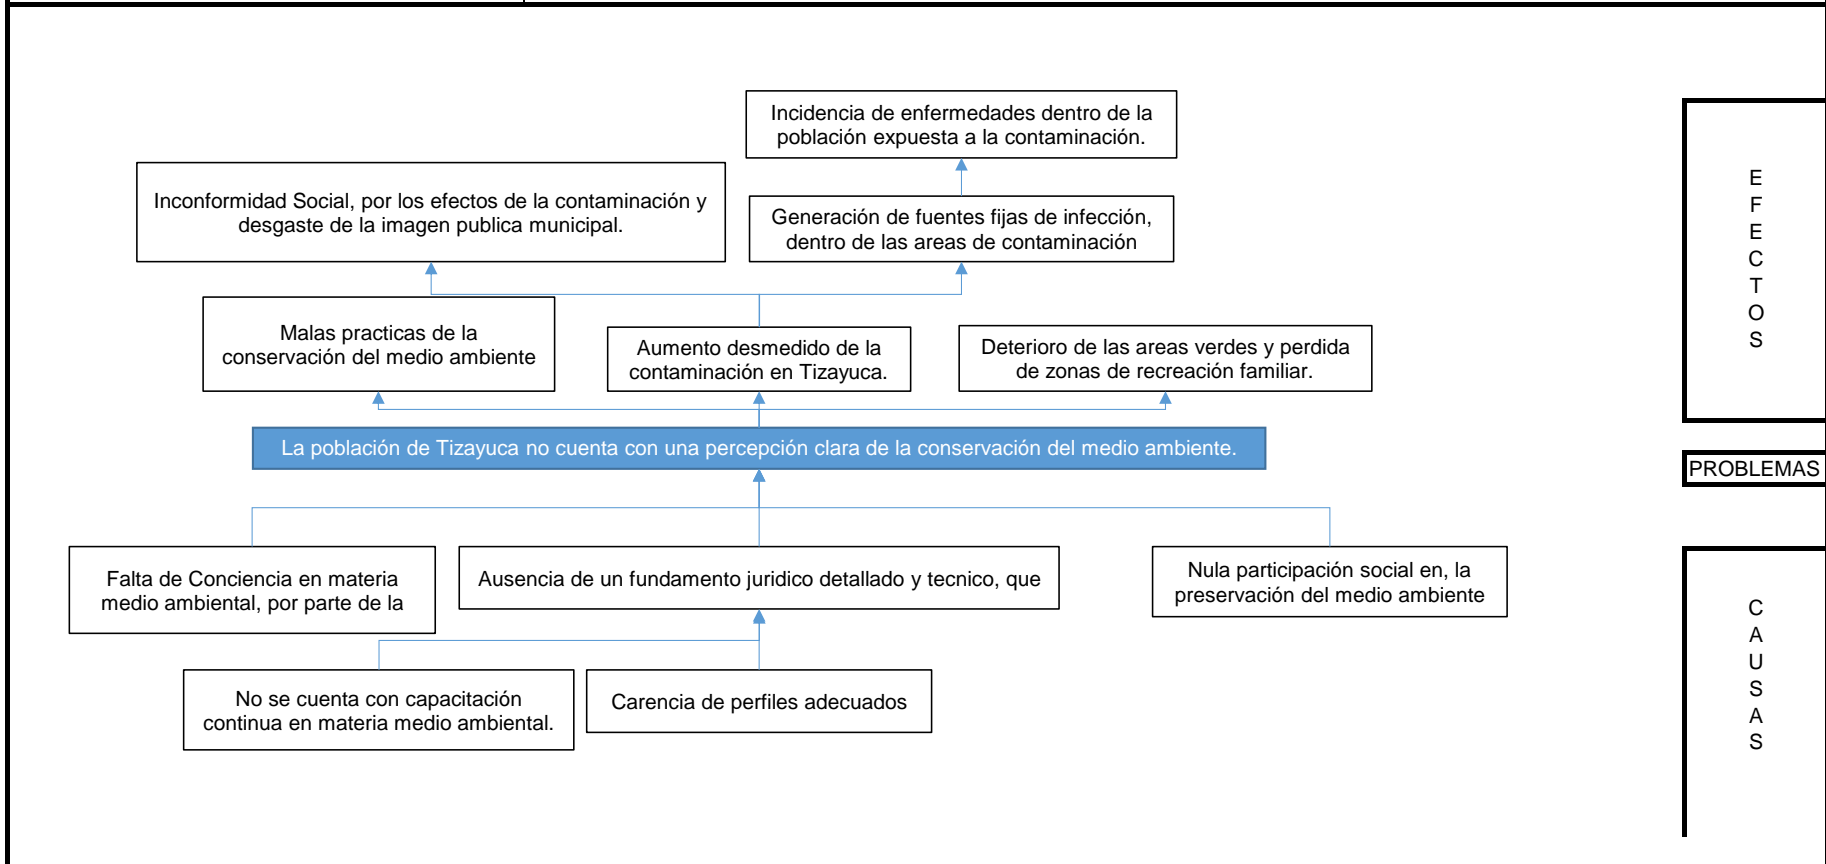 Incidencia de enfermedades dentro de la
población expuesta a la contaminación.
Inconformidad Social, por los efectos de la contaminación y
desgaste de la imagen publica municipal.
Generación de fuentes fijas de infección,
dentro de las areas de contaminación
Malas practicas de la
conservación del medio ambiente
Aumento desmedido de la
contaminación en Tizayuca.
Deterioro de las areas verdes y perdida
de zonas de recreación familiar.
La población de Tizayuca no cuenta con una percepción clara de la conservación del medio ambiente.
Falta de Conciencia en materia
medio ambiental, por parte de la
Ausencia de un fundamento juridico detallado y tecnico, que
Nula participación social en, la
preservación del medio ambiente
No se cuenta con capacitación
continua en materia medio ambiental.
Carencia de perfiles adecuados
E
F
E
C
T
O
S
PROBLEMAS
C
A
U
S
A
S